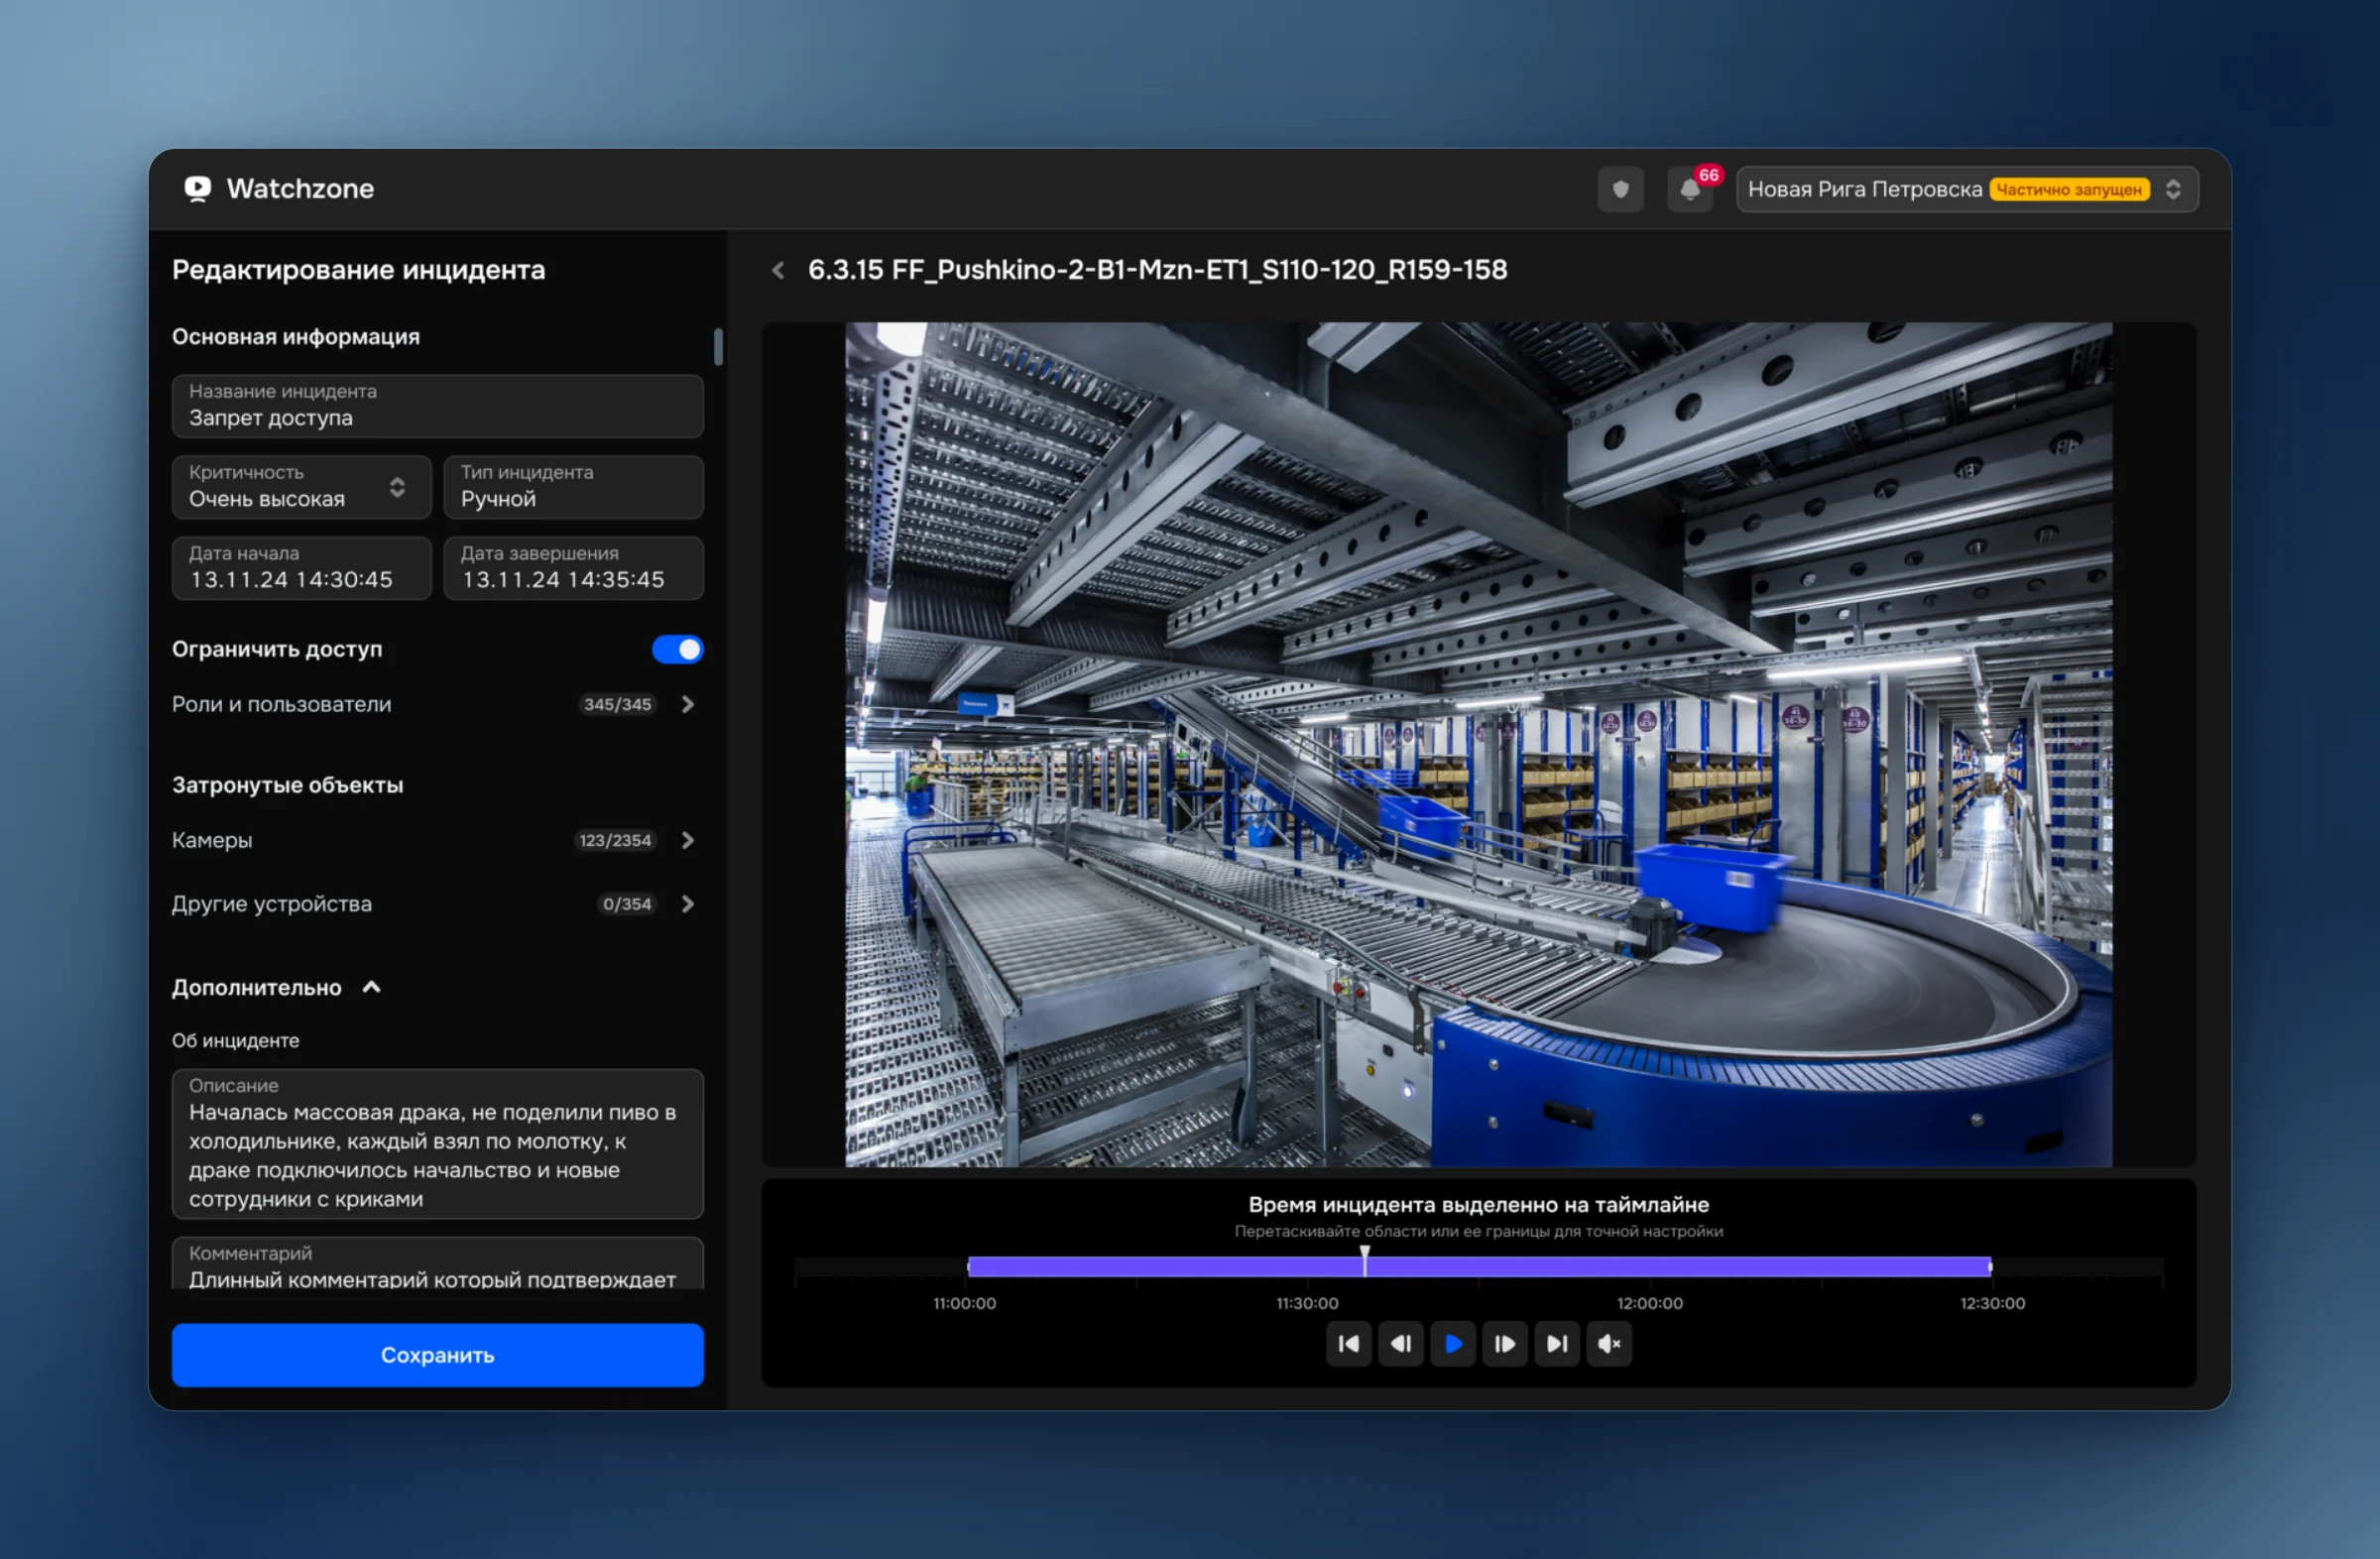 Watchzone
66
Новая Рига Петровска
Частично запущен
Редактирование инцидента
6.3.15 FF_Pushkino-2-B1-Mzn-ET1_S110-120_R159-158
Основная информация
Название инцидента
Запрет доступа
Критичность
Очень высокая
Тип инцидента
Ручной
Дата начала
13.11.24 14:30:45
Дата завершения
13.11.24 14:35:45
Ограничить доступ
Роли и пользователи
345/345
Затронутые объекты
Камеры
123/2354
Другие устройства
0/354
Дополнительно
Об инциденте
Описание
Началась массовая драка, не поделили пиво в
холодильнике, каждый взял по молотку, к
драке подключилось начальство и новые
сотрудники с криками
Комментарий
Длинный комментарий который подтверждает
Сохранить
Время инцидента выделенно на таймлайне
Перетаскивайте области или ее границы для точной настройки
11:00:00
11:30:00
12:00:00
12:30:00